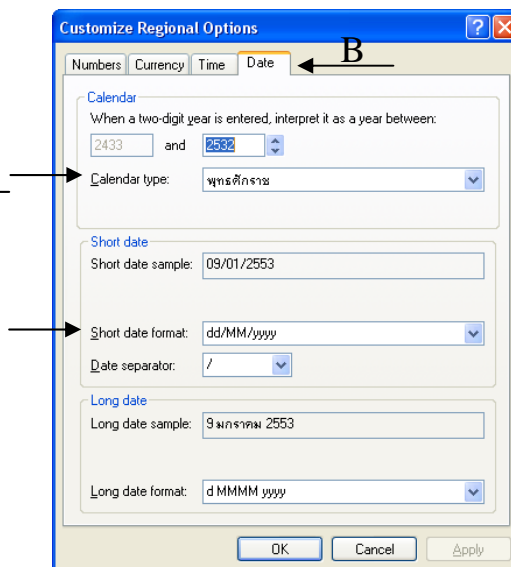 Customize Regional Options
Numbers Currency Time Date
B
Calendar
When a two-digit year is entered, interpret it as a year between:
2433 and 2532
Calendar type: พุทธศักราช
Short date
Short date sample: 09/01/2553
Short date format: dd/MM/yyyy
Date separator: /
Long date
Long date sample: 9 มกราคม 2553
Long date format: d MMMM yyyy
OK Cancel Apply